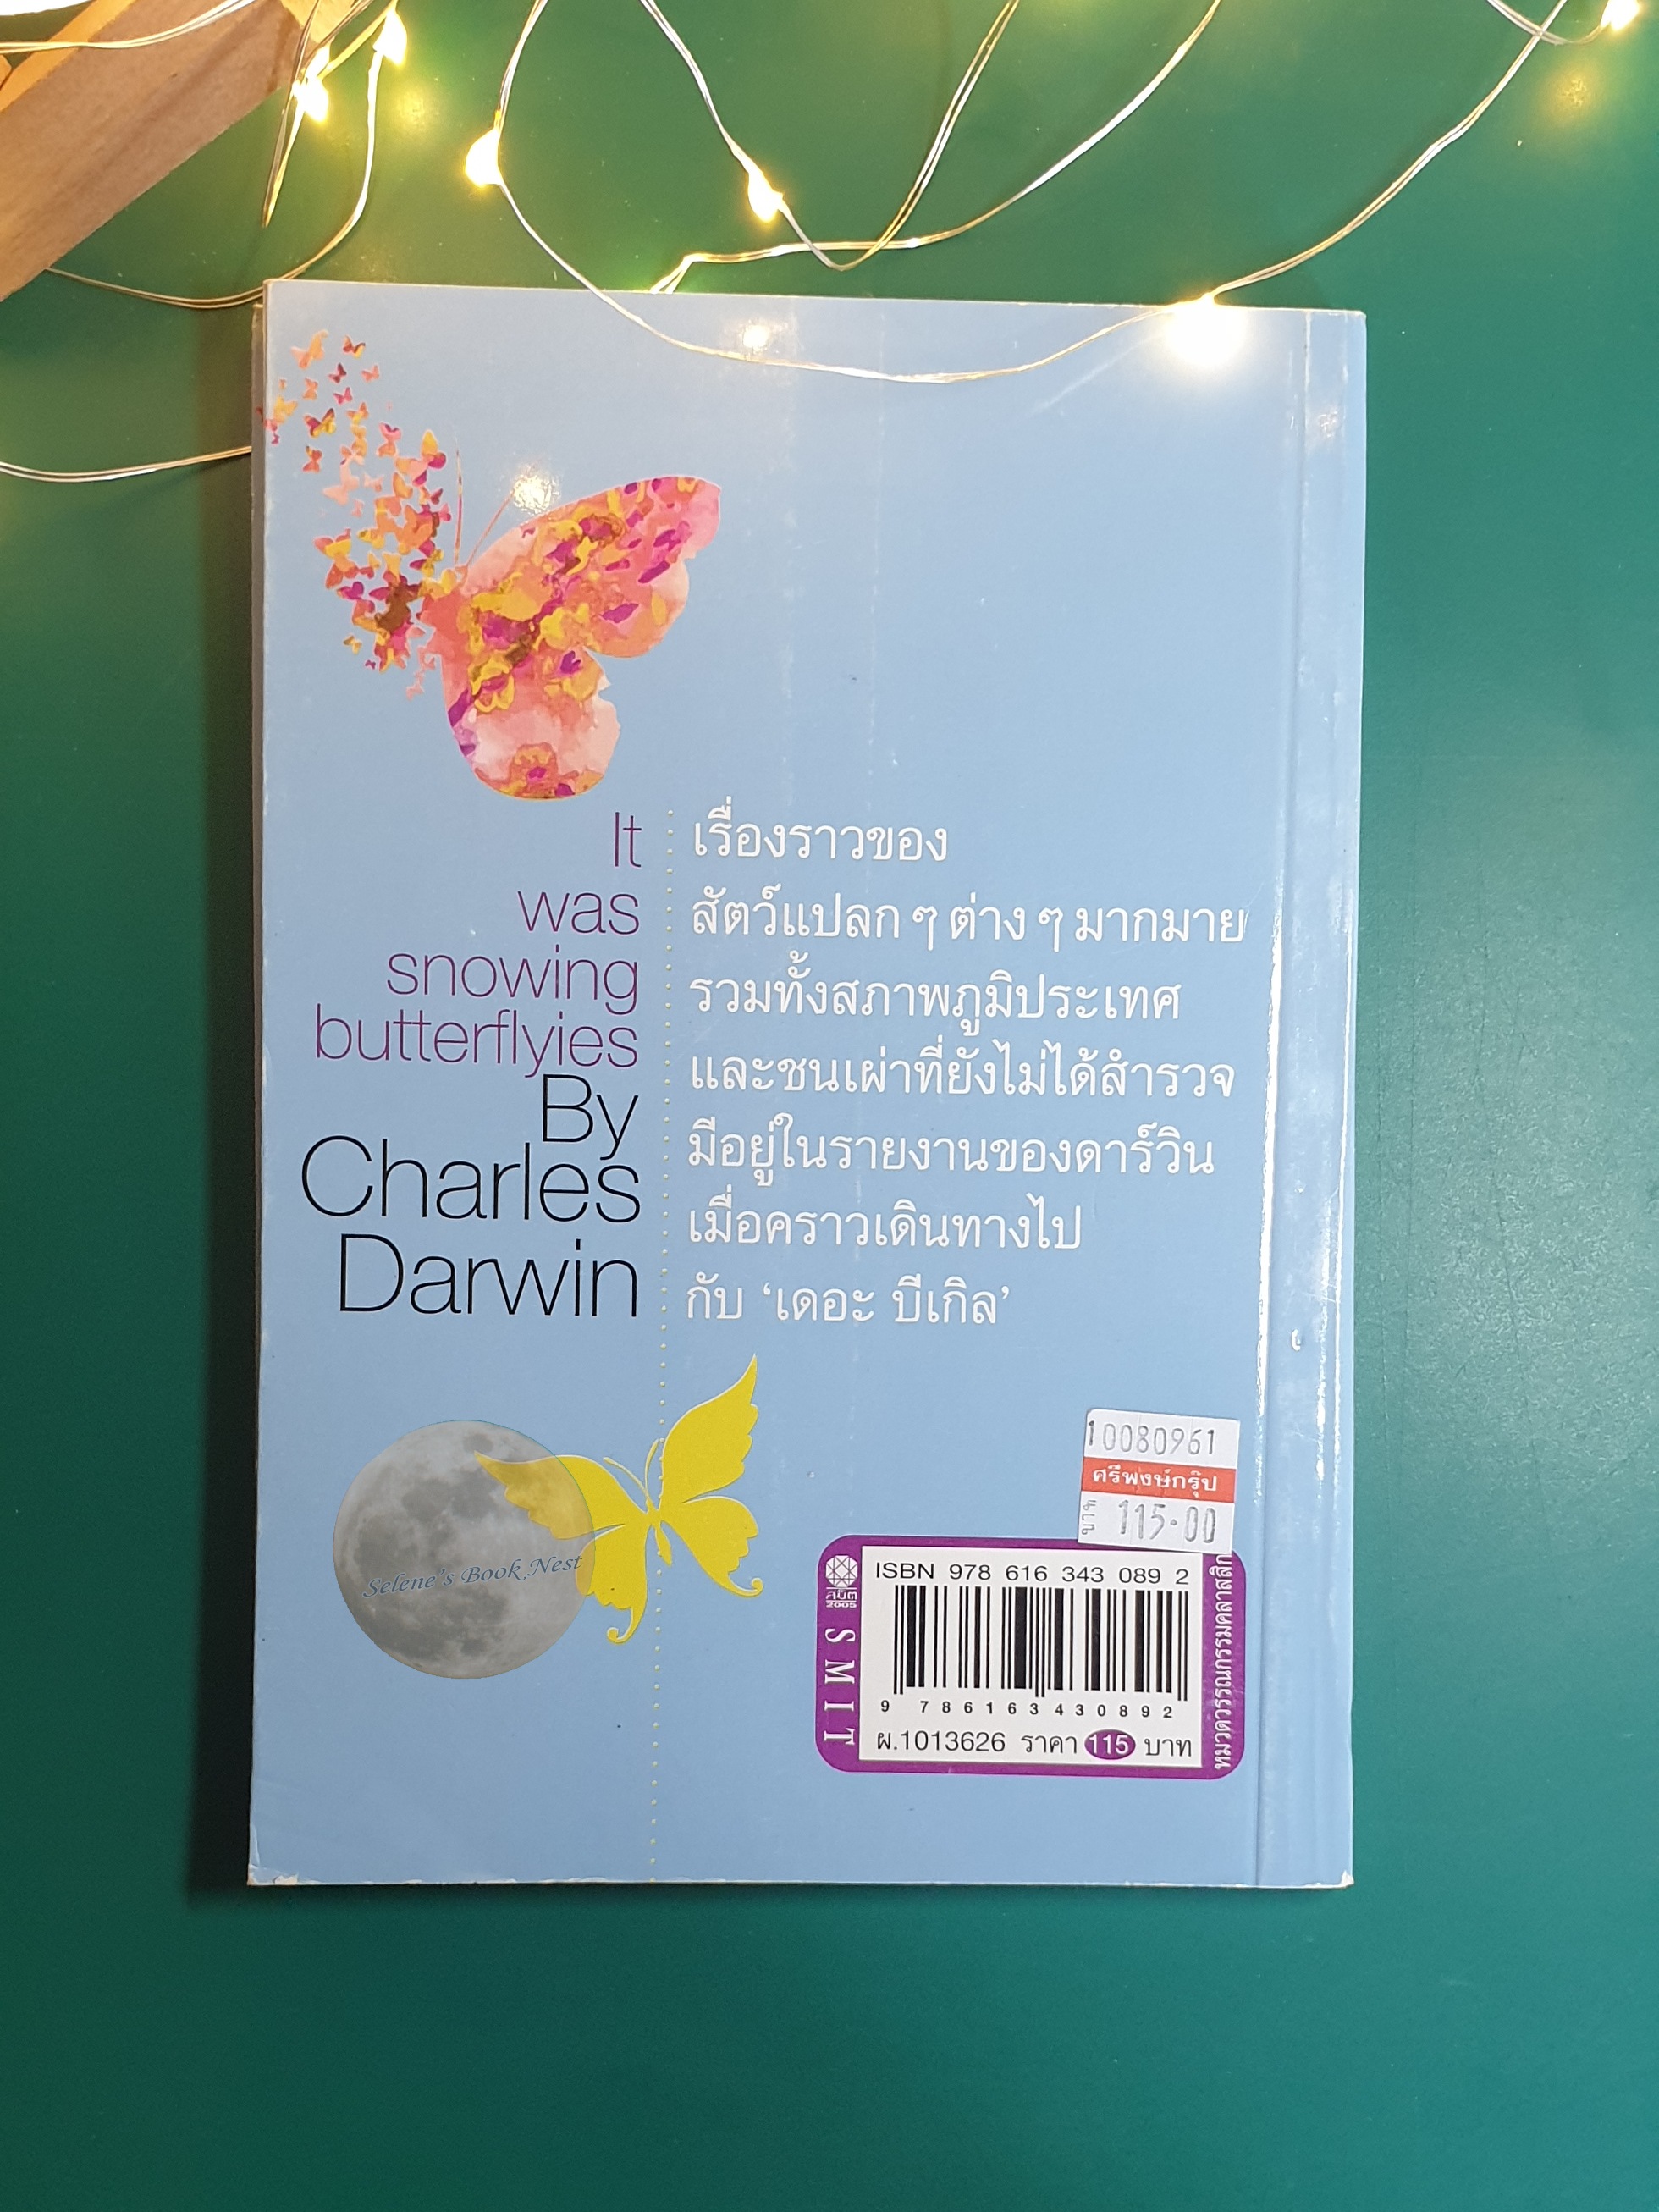 It
was
snowing
butterflyies
By
Charles
Darwin
เรื่องราวของ
สัตว์แปลก ๆ ต่าง ๆ มากมาย
รวมทั้งสภาพภูมิประเทศ
และชนเผ่าที่ยังไม่ได้สำรวจ
มีอยู่ในรายงานของดาร์วิน
เมื่อคราวเดินทางไป
กับ ‘เดอะ บีเกิล’
Selene's Book Nest
10080961
ศรีพงษ์กรุ๊ป
บาท 115.00
สมิต
2005
SMIT
ISBN 978 616 343 089 2
9 786163 430892
ผ.1013626 ราคา 115 บาท
หมวดวรรณกรรมคลาสสิก